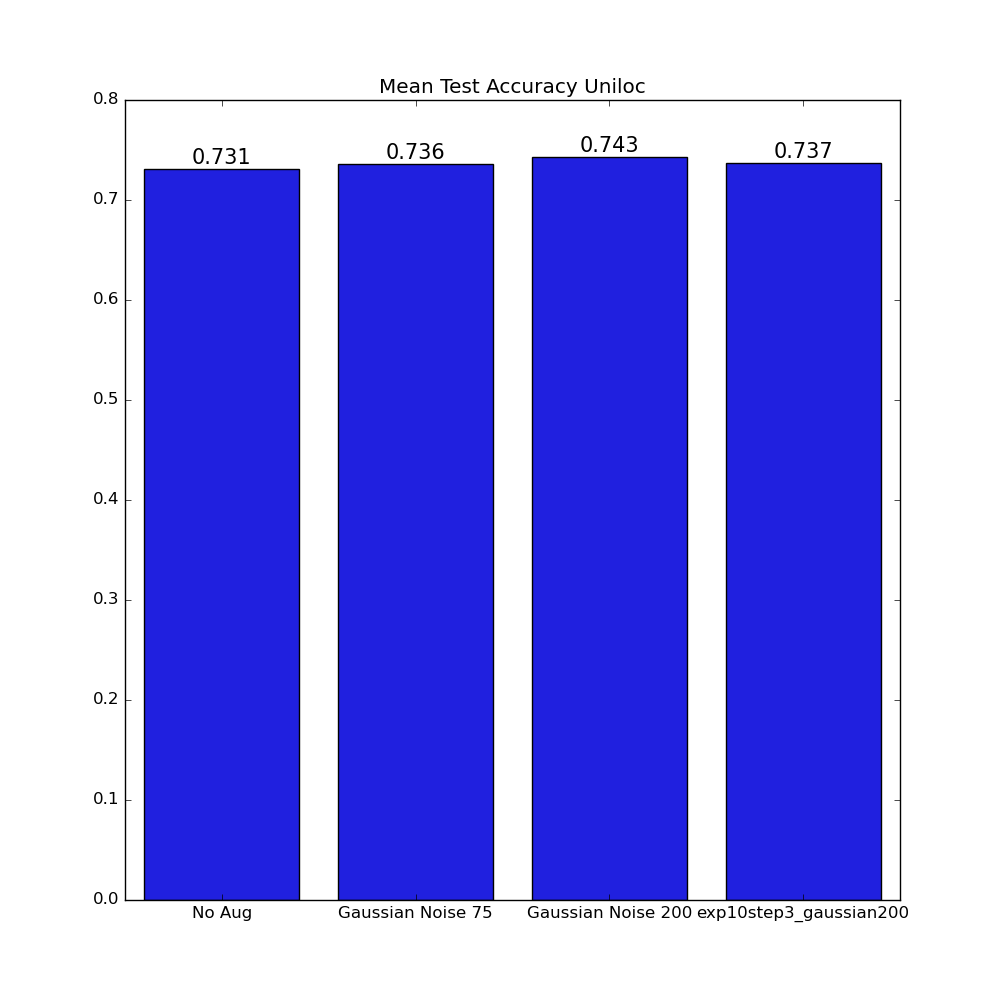 Mean Test Accuracy Uniloc
0.8
0.731
0.736
0.743
0.737
0.7
0.6
0.5
0.4
0.3
0.2
0.1
0.0
No Aug
Gaussian Noise 75
Gaussian Noise 200
exp10step3_gaussian200